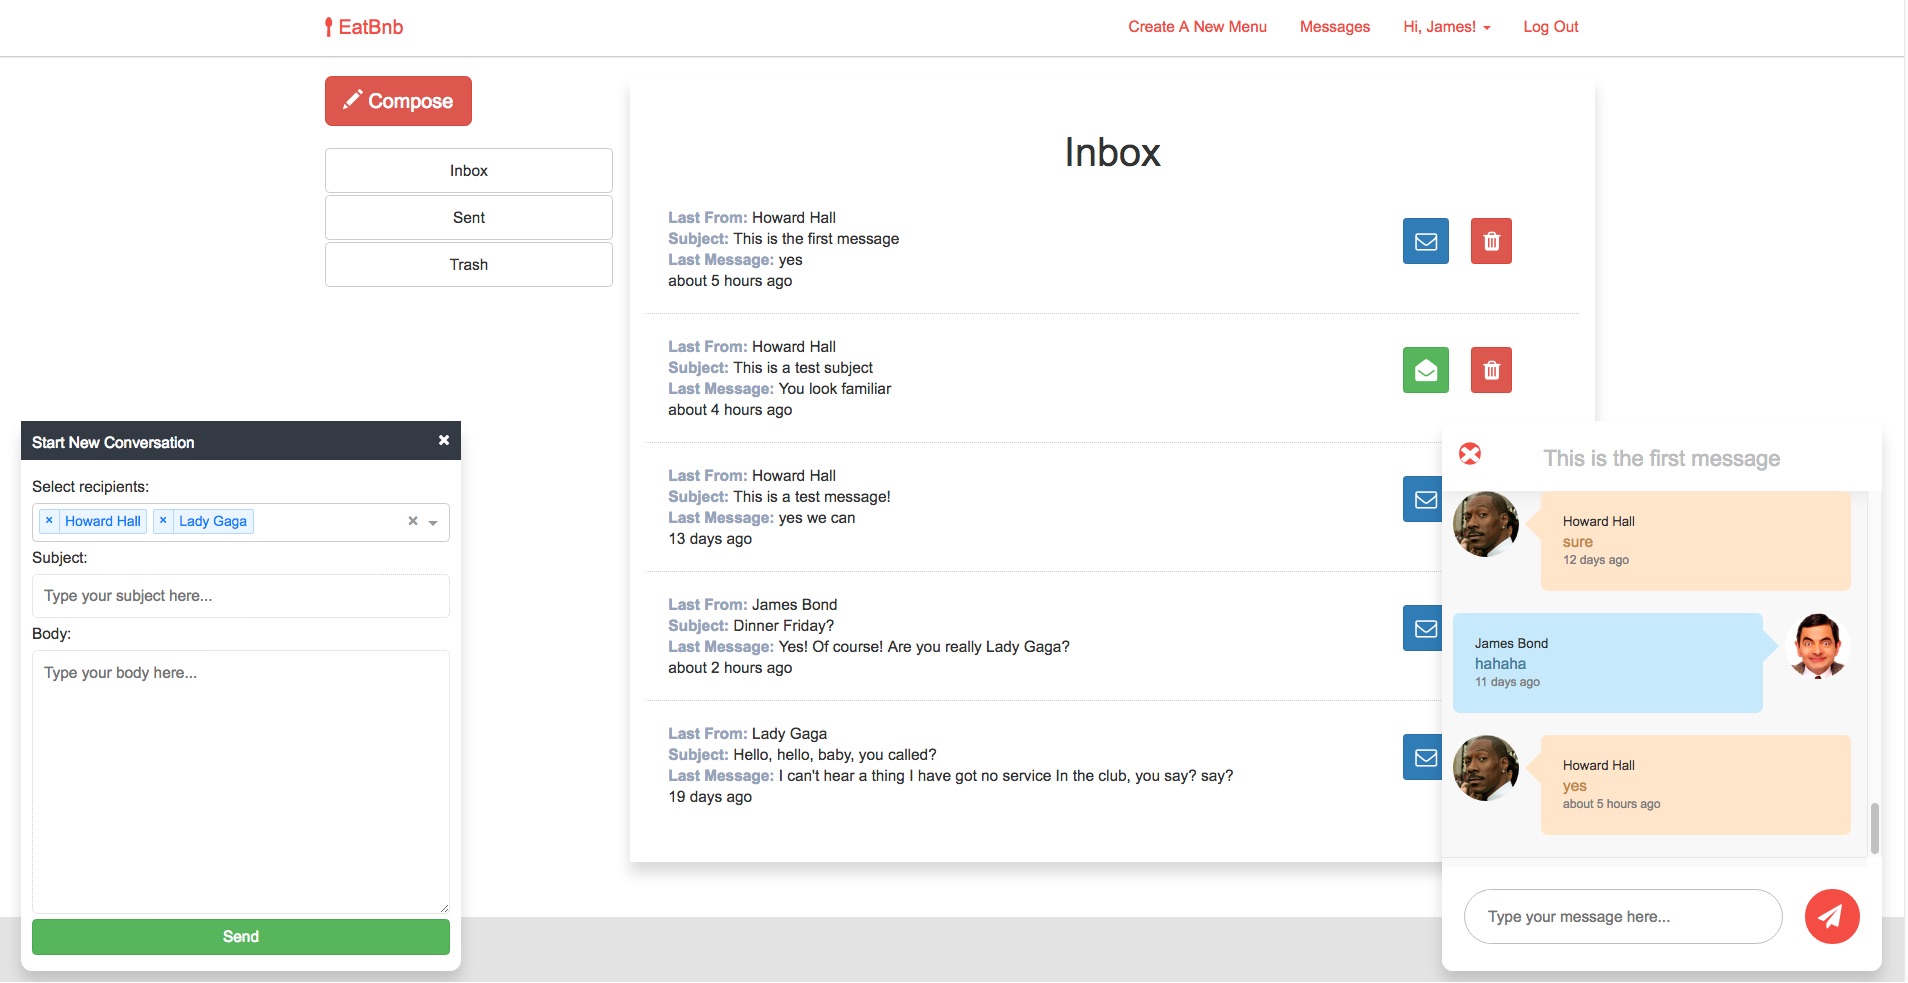 EatBnb
Create A New Menu
Messages
Hi, James!
Log Out
Compose
Inbox
Sent
Trash
Inbox
Last From: Howard Hall
Subject: This is the first message
Last Message: yes
about 5 hours ago
Last From: Howard Hall
Subject: This is a test subject
Last Message: You look familiar
about 4 hours ago
Last From: Howard Hall
Subject: This is a test message!
Last Message: yes we can
13 days ago
Last From: James Bond
Subject: Dinner Friday?
Last Message: Yes! Of course! Are you really Lady Gaga?
about 2 hours ago
Last From: Lady Gaga
Subject: Hello, hello, baby, you called?
Last Message: I can't hear a thing I have got no service In the club, you say? say?
19 days ago
Start New Conversation
Select recipients:
× Howard Hall × Lady Gaga
Subject:
Type your subject here...
Body:
Type your body here...
Send
This is the first message
Howard Hall
sure
12 days ago
James Bond
hahaha
11 days ago
Howard Hall
yes
about 5 hours ago
Type your message here...